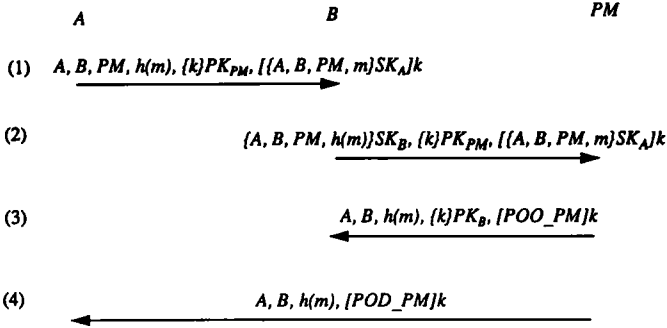 A B PM
(1) A, B, PM, h(m), {k}PK_PM, [{A, B, PM, m}SK_A]k
(2) {A, B, PM, h(m)}SK_B, {k}PK_PM, [{A, B, PM, m}SK_A]k
(3) A, B, h(m), {k}PK_B, [POO_PM]k
(4) A, B, h(m), [POD_PM]k